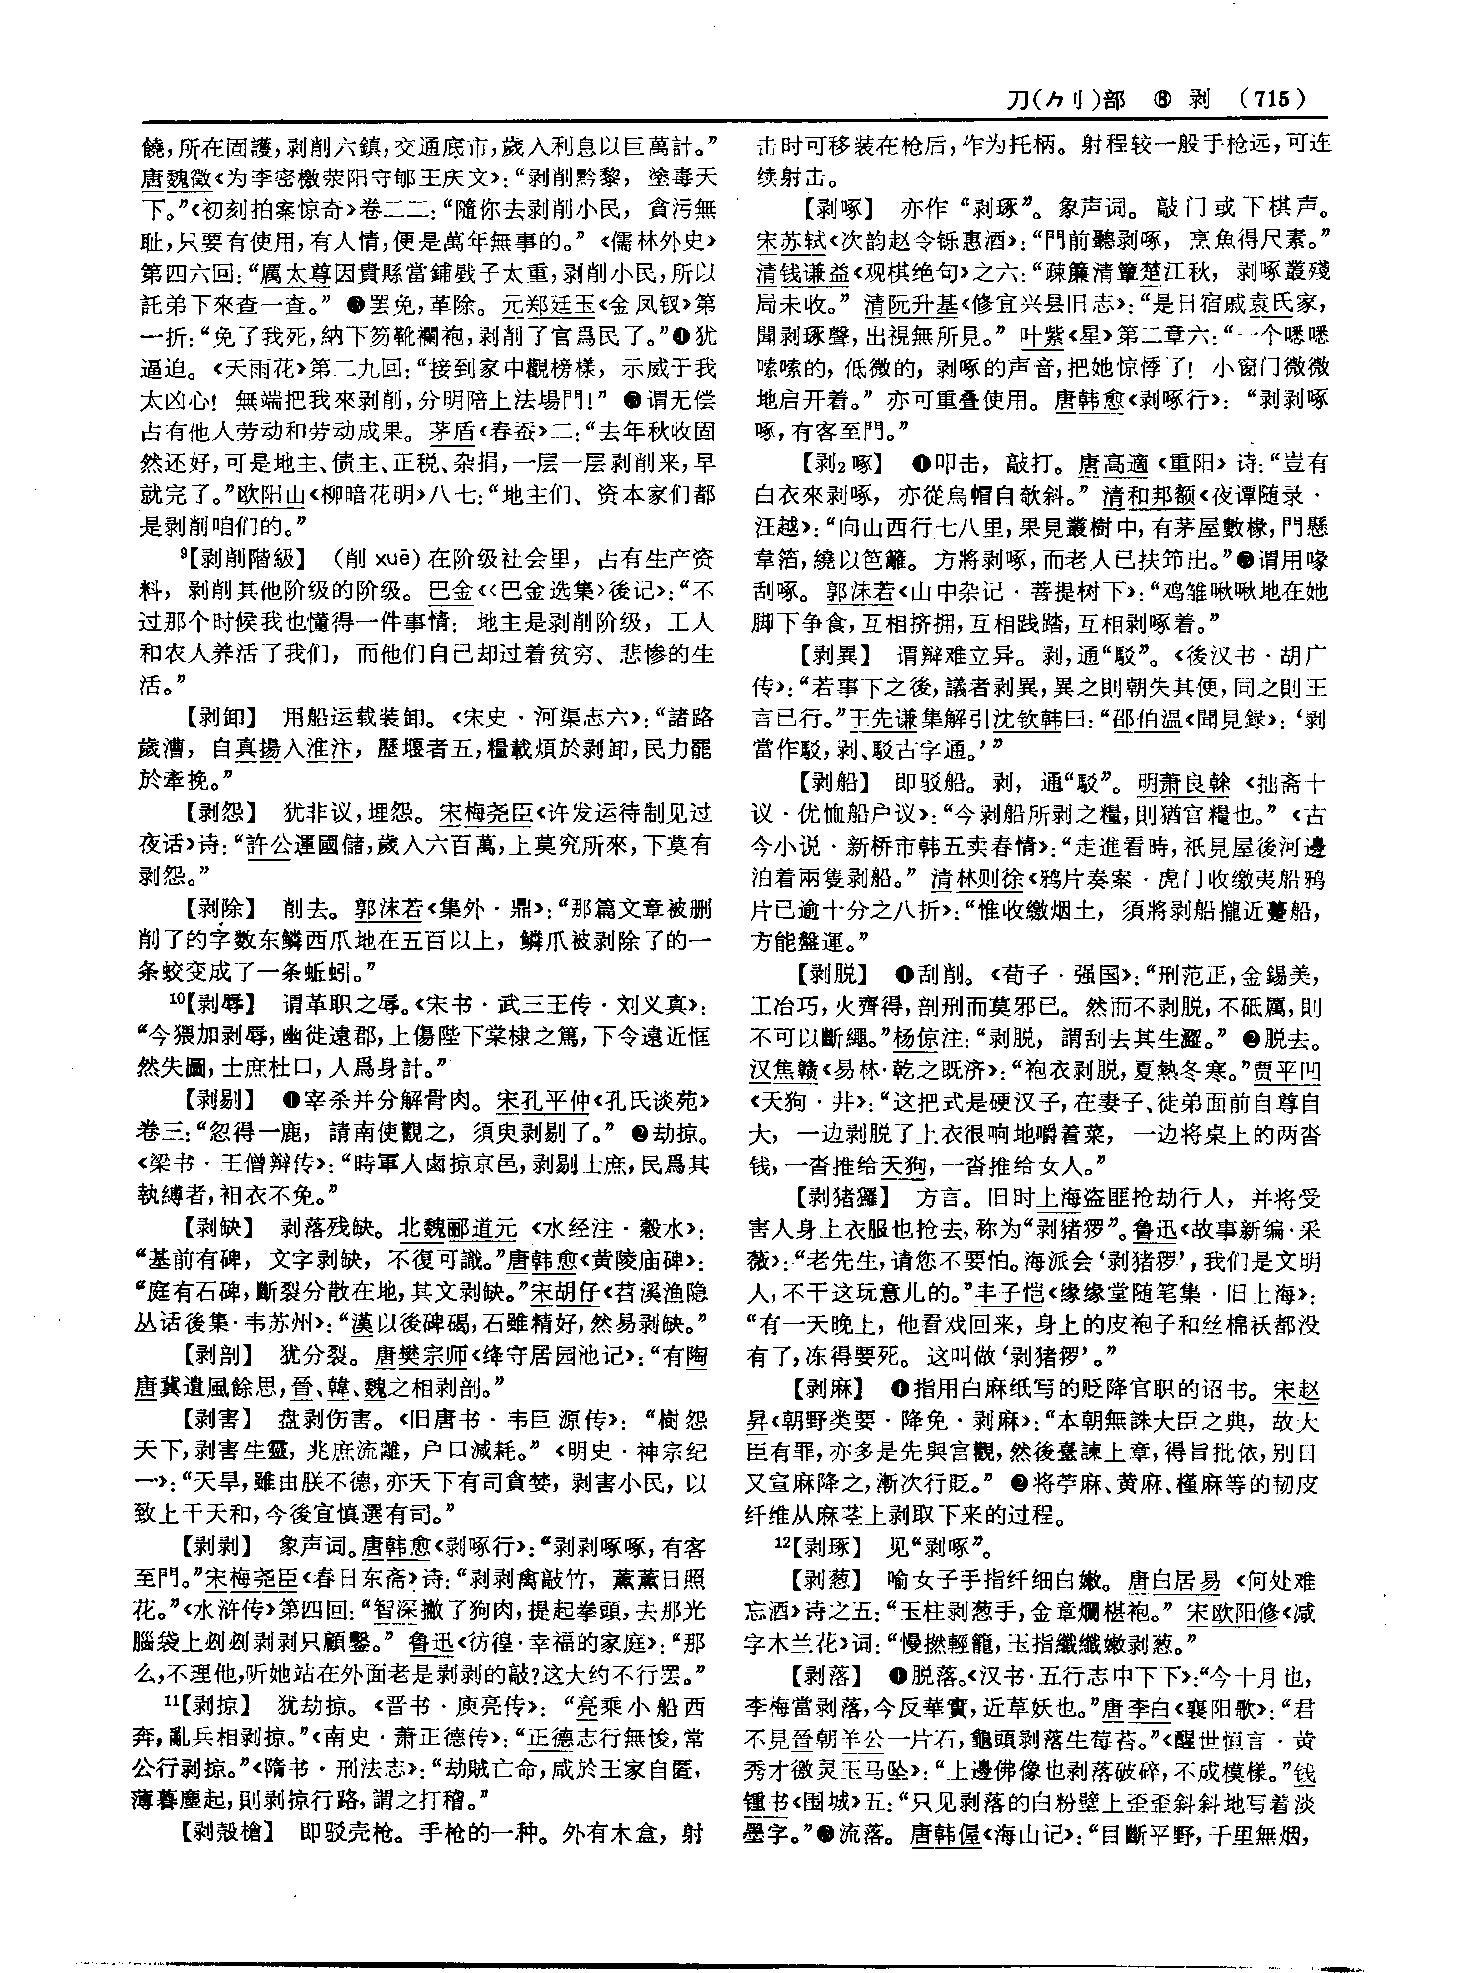 刀(⺈刂)部 ⑧ 剥 (715)
饒，所在固護，剥削六鎮，交通底市，歲入利息以巨萬計。”
唐魏徵《为李密檄荥阳守郇王庆文》：“剥削黔黎，塗毒天
下。”《初刻拍案惊奇》卷二二：“隨你去剥削小民，貪污無
耻，只要有使用，有人情，便是萬年無事的。”《儒林外史》
第四六回：“厲太尊因貴縣當鋪戥子太重，剥削小民，所以
託弟下來查一查。” ❸罢免，革除。元郑廷玉《金凤钗》第
一折：“免了我死，納下笏靴襴袍，剥削了官爲民了。”❹犹
逼迫。《天雨花》第二九回：“接到家中觀榜樣，示威于我
太凶心！無端把我來剥削，分明陪上法場門！” ❺谓无偿
占有他人劳动和劳动成果。茅盾《春蚕》二：“去年秋收固
然还好，可是地主、债主、正税、杂捐，一层一层剥削来，早
就完了。”欧阳山《柳暗花明》八七：“地主们、资本家们都
是剥削咱们的。”
9【剥削階級】 （削 xuē）在阶级社会里，占有生产资
料，剥削其他阶级的阶级。巴金《〈巴金选集〉後记》：“不
过那个时候我也懂得一件事情：地主是剥削阶级，工人
和农人养活了我们，而他们自己却过着贫穷、悲惨的生
活。”
【剥卸】 用船运载装卸。《宋史·河渠志六》：“諸路
歲漕，自真揚入淮汴，歷堰者五，糧載煩於剥卸，民力罷
於牽挽。”
【剥怨】 犹非议，埋怨。宋梅尧臣《许发运待制见过
夜话》诗：“許公運國儲，歲入六百萬，上莫究所來，下莫有
剥怨。”
【剥除】 削去。郭沫若《集外·鼎》：“那篇文章被删
削了的字数东鳞西爪地在五百以上，鳞爪被剥除了的一
条蛟变成了一条蚯蚓。”
10【剥辱】 谓革职之辱。《宋书·武三王传·刘义真》：
“今猥加剥辱，幽徙遠郡，上傷陛下棠棣之篤，下令遠近恇
然失圖，士庶杜口，人爲身計。”
【剥剔】 ❶宰杀并分解骨肉。宋孔平仲《孔氏谈苑》
卷三：“忽得一鹿，請南使觀之，須臾剥剔了。” ❷劫掠。
《梁书·王僧辩传》：“時軍人鹵掠京邑，剥剔士庶，民爲其
執縛者，衵衣不免。”
【剥缺】 剥落残缺。北魏郦道元《水经注·穀水》：
“基前有碑，文字剥缺，不復可識。”唐韩愈《黄陵庙碑》：
“庭有石碑，斷裂分散在地，其文剥缺。”宋胡仔《苕溪渔隐
丛话後集·韦苏州》：“漢以後碑碣，石雖精好，然易剥缺。”
【剥剖】 犹分裂。唐樊宗师《绛守居园池记》：“有陶
唐冀遺風餘思，晉、韓、魏之相剥剖。”
【剥害】 盘剥伤害。《旧唐书·韦巨源传》：“樹怨
天下，剥害生靈，兆庶流離，户口減耗。”《明史·神宗纪
一》：“天旱，雖由朕不德，亦天下有司貪婪，剥害小民，以
致上干天和，今後宜慎選有司。”
【剥剥】 象声词。唐韩愈《剥啄行》：“剥剥啄啄，有客
至門。”宋梅尧臣《春日东斋》诗：“剥剥禽敲竹，薰薰日照
花。”《水浒传》第四回：“智深撇了狗肉，提起拳頭，去那光
腦袋上剜剜剥剥只顧鑿。”鲁迅《彷徨·幸福的家庭》：“那
么，不理他，听她站在外面老是剥剥的敲？这大约不行罢。”
11【剥掠】 犹劫掠。《晋书·庾亮传》：“亮乘小船西
奔，亂兵相剥掠。”《南史·萧正德传》：“正德志行無悛，常
公行剥掠。”《隋书·刑法志》：“劫賊亡命，咸於王家自匿，
薄暮塵起，則剥掠行路，謂之打稽。”
【剥殻槍】 即驳壳枪。手枪的一种。外有木盒，射
击时可移装在枪后，作为托柄。射程较一般手枪远，可连
续射击。
【剥啄】 亦作“剥琢”。象声词。敲门或下棋声。
宋苏轼《次韵赵令铄惠酒》：“門前聽剥啄，烹魚得尺素。”
清钱谦益《观棋绝句》之六：“疎簾清簟楚江秋，剥啄叢殘
局未收。”清阮升基《修宜兴县旧志》：“是日宿戚袁氏家，
聞剥琢聲，出視無所見。”叶紫《星》第二章六：“一个嘁嘁
嗦嗦的，低微的，剥啄的声音，把她惊悸了！小窗门微微
地启开着。”亦可重叠使用。唐韩愈《剥啄行》：“剥剥啄
啄，有客至門。”
【剥₂啄】 ❶叩击，敲打。唐高適《重阳》诗：“豈有
白衣來剥啄，亦從烏帽自欹斜。”清和邦额《夜谭随录·
汪越》：“向山西行七八里，果見叢樹中，有茅屋數椽，門懸
葦箔，繞以笆籬。方將剥啄，而老人已扶筇出。”❷谓用喙
刮啄。郭沫若《山中杂记·菩提树下》：“鸡雏啾啾地在她
脚下争食，互相挤拥，互相践踏，互相剥啄着。”
【剥異】 谓辩难立异。剥，通“駁”。《後汉书·胡广
传》：“若事下之後，議者剥異，異之則朝失其便，同之則王
言已行。”王先谦集解引沈钦韩曰：“邵伯温《聞見録》：‘剥
當作駁，剥、駁古字通。’”
【剥船】 即驳船。剥，通“駁”。明萧良榦《拙斋十
议·优恤船户议》：“今剥船所剥之糧，則猶官糧也。”《古
今小说·新桥市韩五卖春情》：“走進看時，衹見屋後河邊
泊着兩隻剥船。”清林则徐《鸦片奏案·虎门收缴夷船鸦
片已逾十分之八折》：“惟收繳烟土，須將剥船攏近躉船，
方能盤運。”
【剥脱】 ❶刮削。《荀子·强国》：“刑范正，金錫美，
工冶巧，火齊得，剖刑而莫邪已。然而不剥脱，不砥厲，則
不可以斷繩。”杨倞注：“剥脱，謂刮去其生澀。” ❷脱去。
汉焦赣《易林·乾之既济》：“袍衣剥脱，夏熱冬寒。”贾平凹
《天狗·井》：“这把式是硬汉子，在妻子、徒弟面前自尊自
大，一边剥脱了上衣很响地嚼着菜，一边将桌上的两沓
钱，一沓推给天狗，一沓推给女人。”
【剥猪玀】 方言。旧时上海盗匪抢劫行人，并将受
害人身上衣服也抢去，称为“剥猪猡”。鲁迅《故事新编·采
薇》：“老先生，请您不要怕。海派会‘剥猪猡’，我们是文明
人，不干这玩意儿的。”丰子恺《缘缘堂随笔集·旧上海》：
“有一天晚上，他看戏回来，身上的皮袍子和丝棉袄都没
有了，冻得要死。这叫做‘剥猪猡’。”
【剥麻】 ❶指用白麻纸写的贬降官职的诏书。宋赵
昇《朝野类要·降免·剥麻》：“本朝無誅大臣之典，故大
臣有罪，亦多是先與宫觀，然後臺諫上章，得旨批依，别日
又宣麻降之，漸次行貶。” ❷将苎麻、黄麻、槿麻等的韧皮
纤维从麻茎上剥取下来的过程。
12【剥琢】 见“剥啄”。
【剥葱】 喻女子手指纤细白嫩。唐白居易《何处难
忘酒》诗之五：“玉柱剥葱手，金章爛椹袍。”宋欧阳修《减
字木兰花》词：“慢撚輕籠，玉指纖纖嫩剥葱。”
【剥落】 ❶脱落。《汉书·五行志中下下》：“今十月也，
李梅當剥落，今反華實，近草妖也。”唐李白《襄阳歌》：“君
不見晉朝羊公一片石，龜頭剥落生莓苔。”《醒世恒言·黄
秀才徼灵玉马坠》：“上邊佛像也剥落破碎，不成模樣。”钱
锺书《围城》五：“只见剥落的白粉壁上歪歪斜斜地写着淡
墨字。”❷流落。唐韩偓《海山记》：“目斷平野，千里無烟，